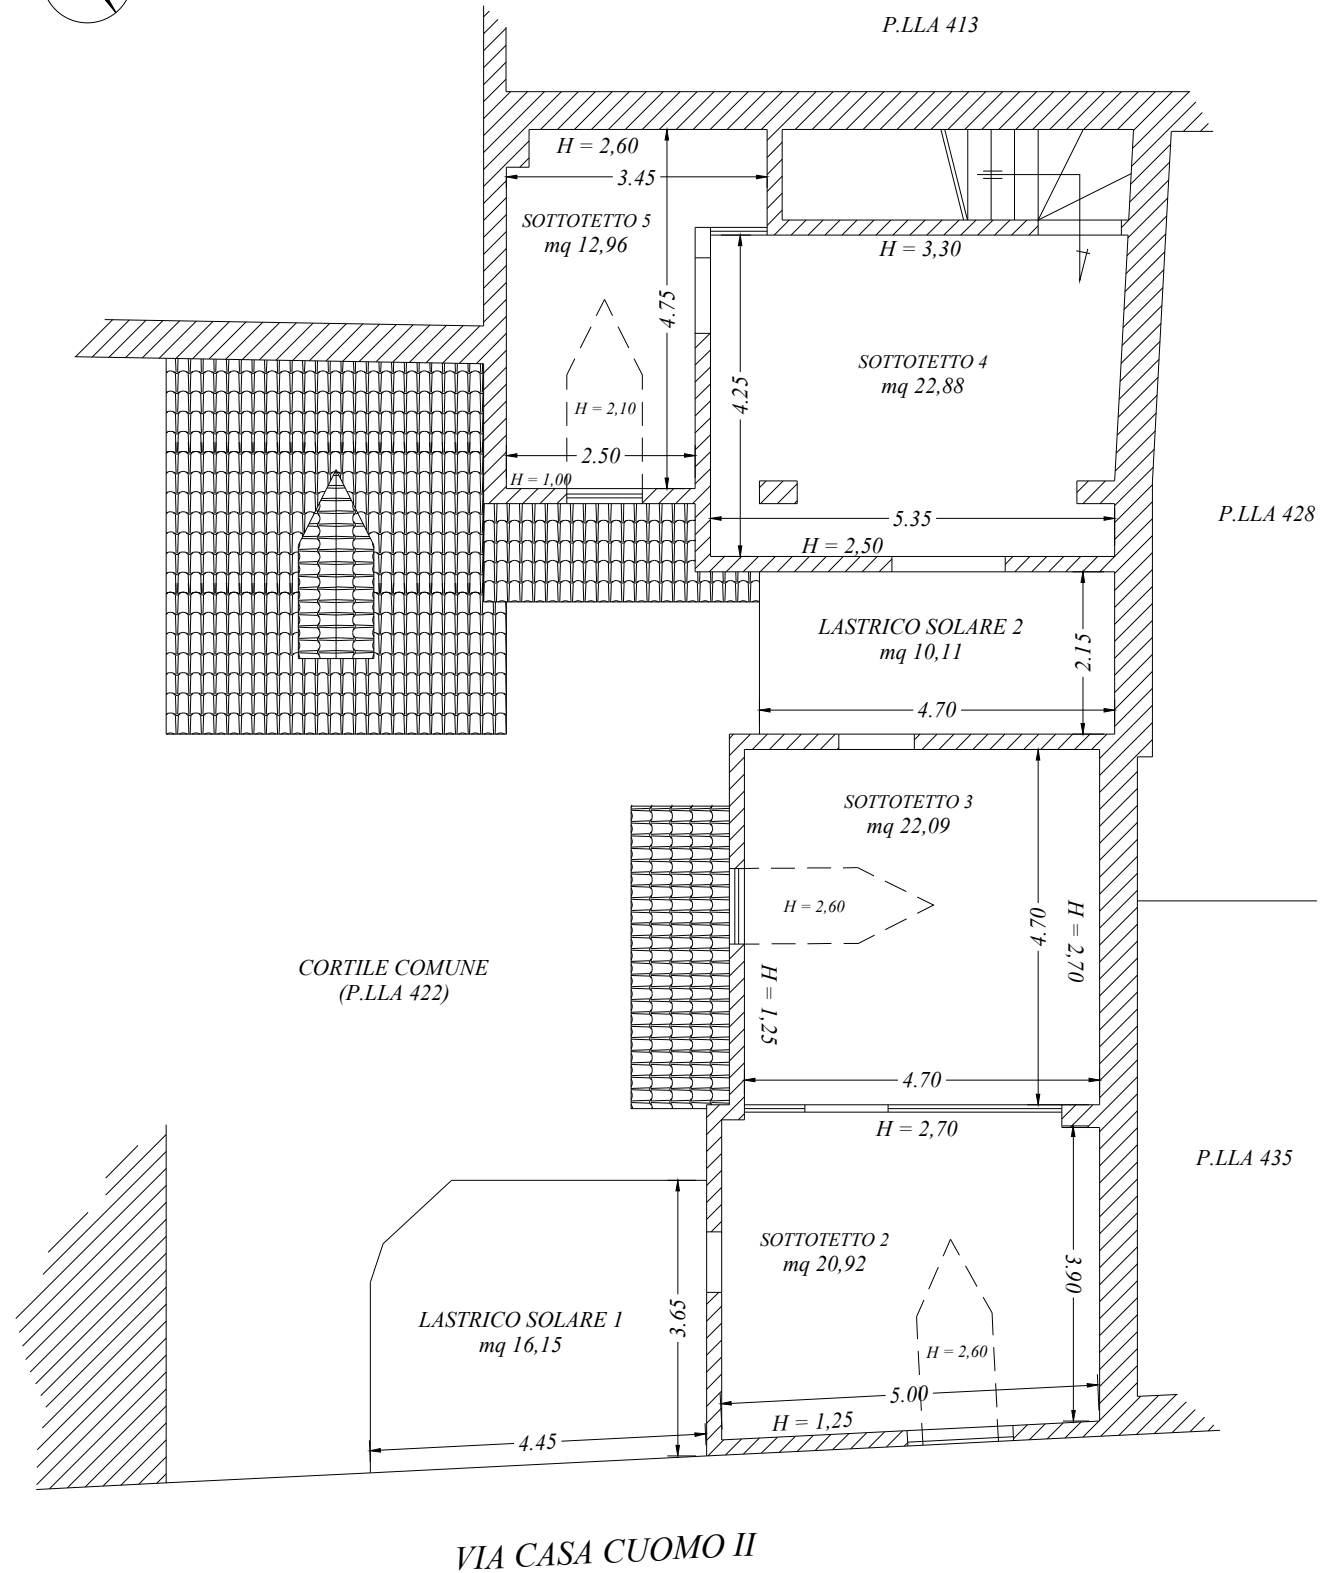 P.LLA 413
H = 2,60
3.45
SOTTOTETTO 5
mq 12,96
H = 3,30
4.75
4.25
SOTTOTETTO 4
mq 22,88
H = 2,10
2.50
H = 1,00
5.35
H = 2,50
P.LLA 428
LASTRICO SOLARE 2
mq 10,11
2.15
4.70
SOTTOTETTO 3
mq 22,09
H = 2,60
4.70
H = 2,70
H = 1,25
CORTILE COMUNE
(P.LLA 422)
4.70
H = 2,70
P.LLA 435
SOTTOTETTO 2
mq 20,92
3.90
LASTRICO SOLARE 1
mq 16,15
3.65
H = 2,60
5.00
H = 1,25
4.45
VIA CASA CUOMO II